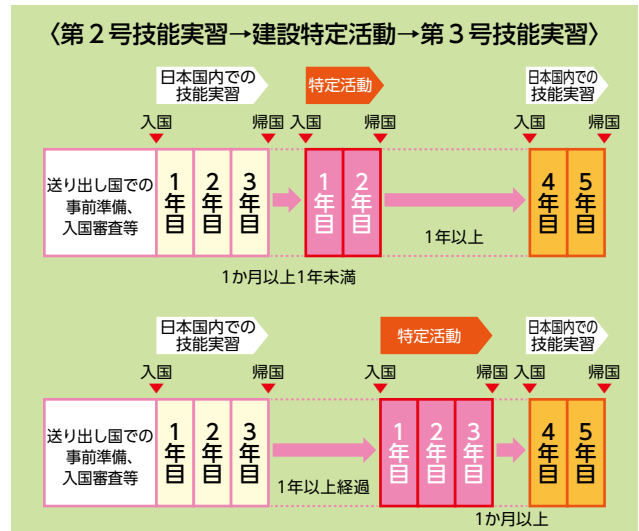 〈第2号技能実習→建設特定活動→第3号技能実習〉
日本国内での
技能実習
特定活動
日本国内での
技能実習
入国
帰国
入国
帰国
入国
帰国
送り出し国での
事前準備、
入国審査等
1年目
2年目
3年目
1年目
2年目
4年目
5年目
1年以上
1か月以上1年未満
日本国内での
技能実習
特定活動
日本国内での
技能実習
入国
帰国
入国
帰国
入国
帰国
送り出し国での
事前準備、
入国審査等
1年目
2年目
3年目
1年目
2年目
3年目
4年目
5年目
1年以上経過
1か月以上